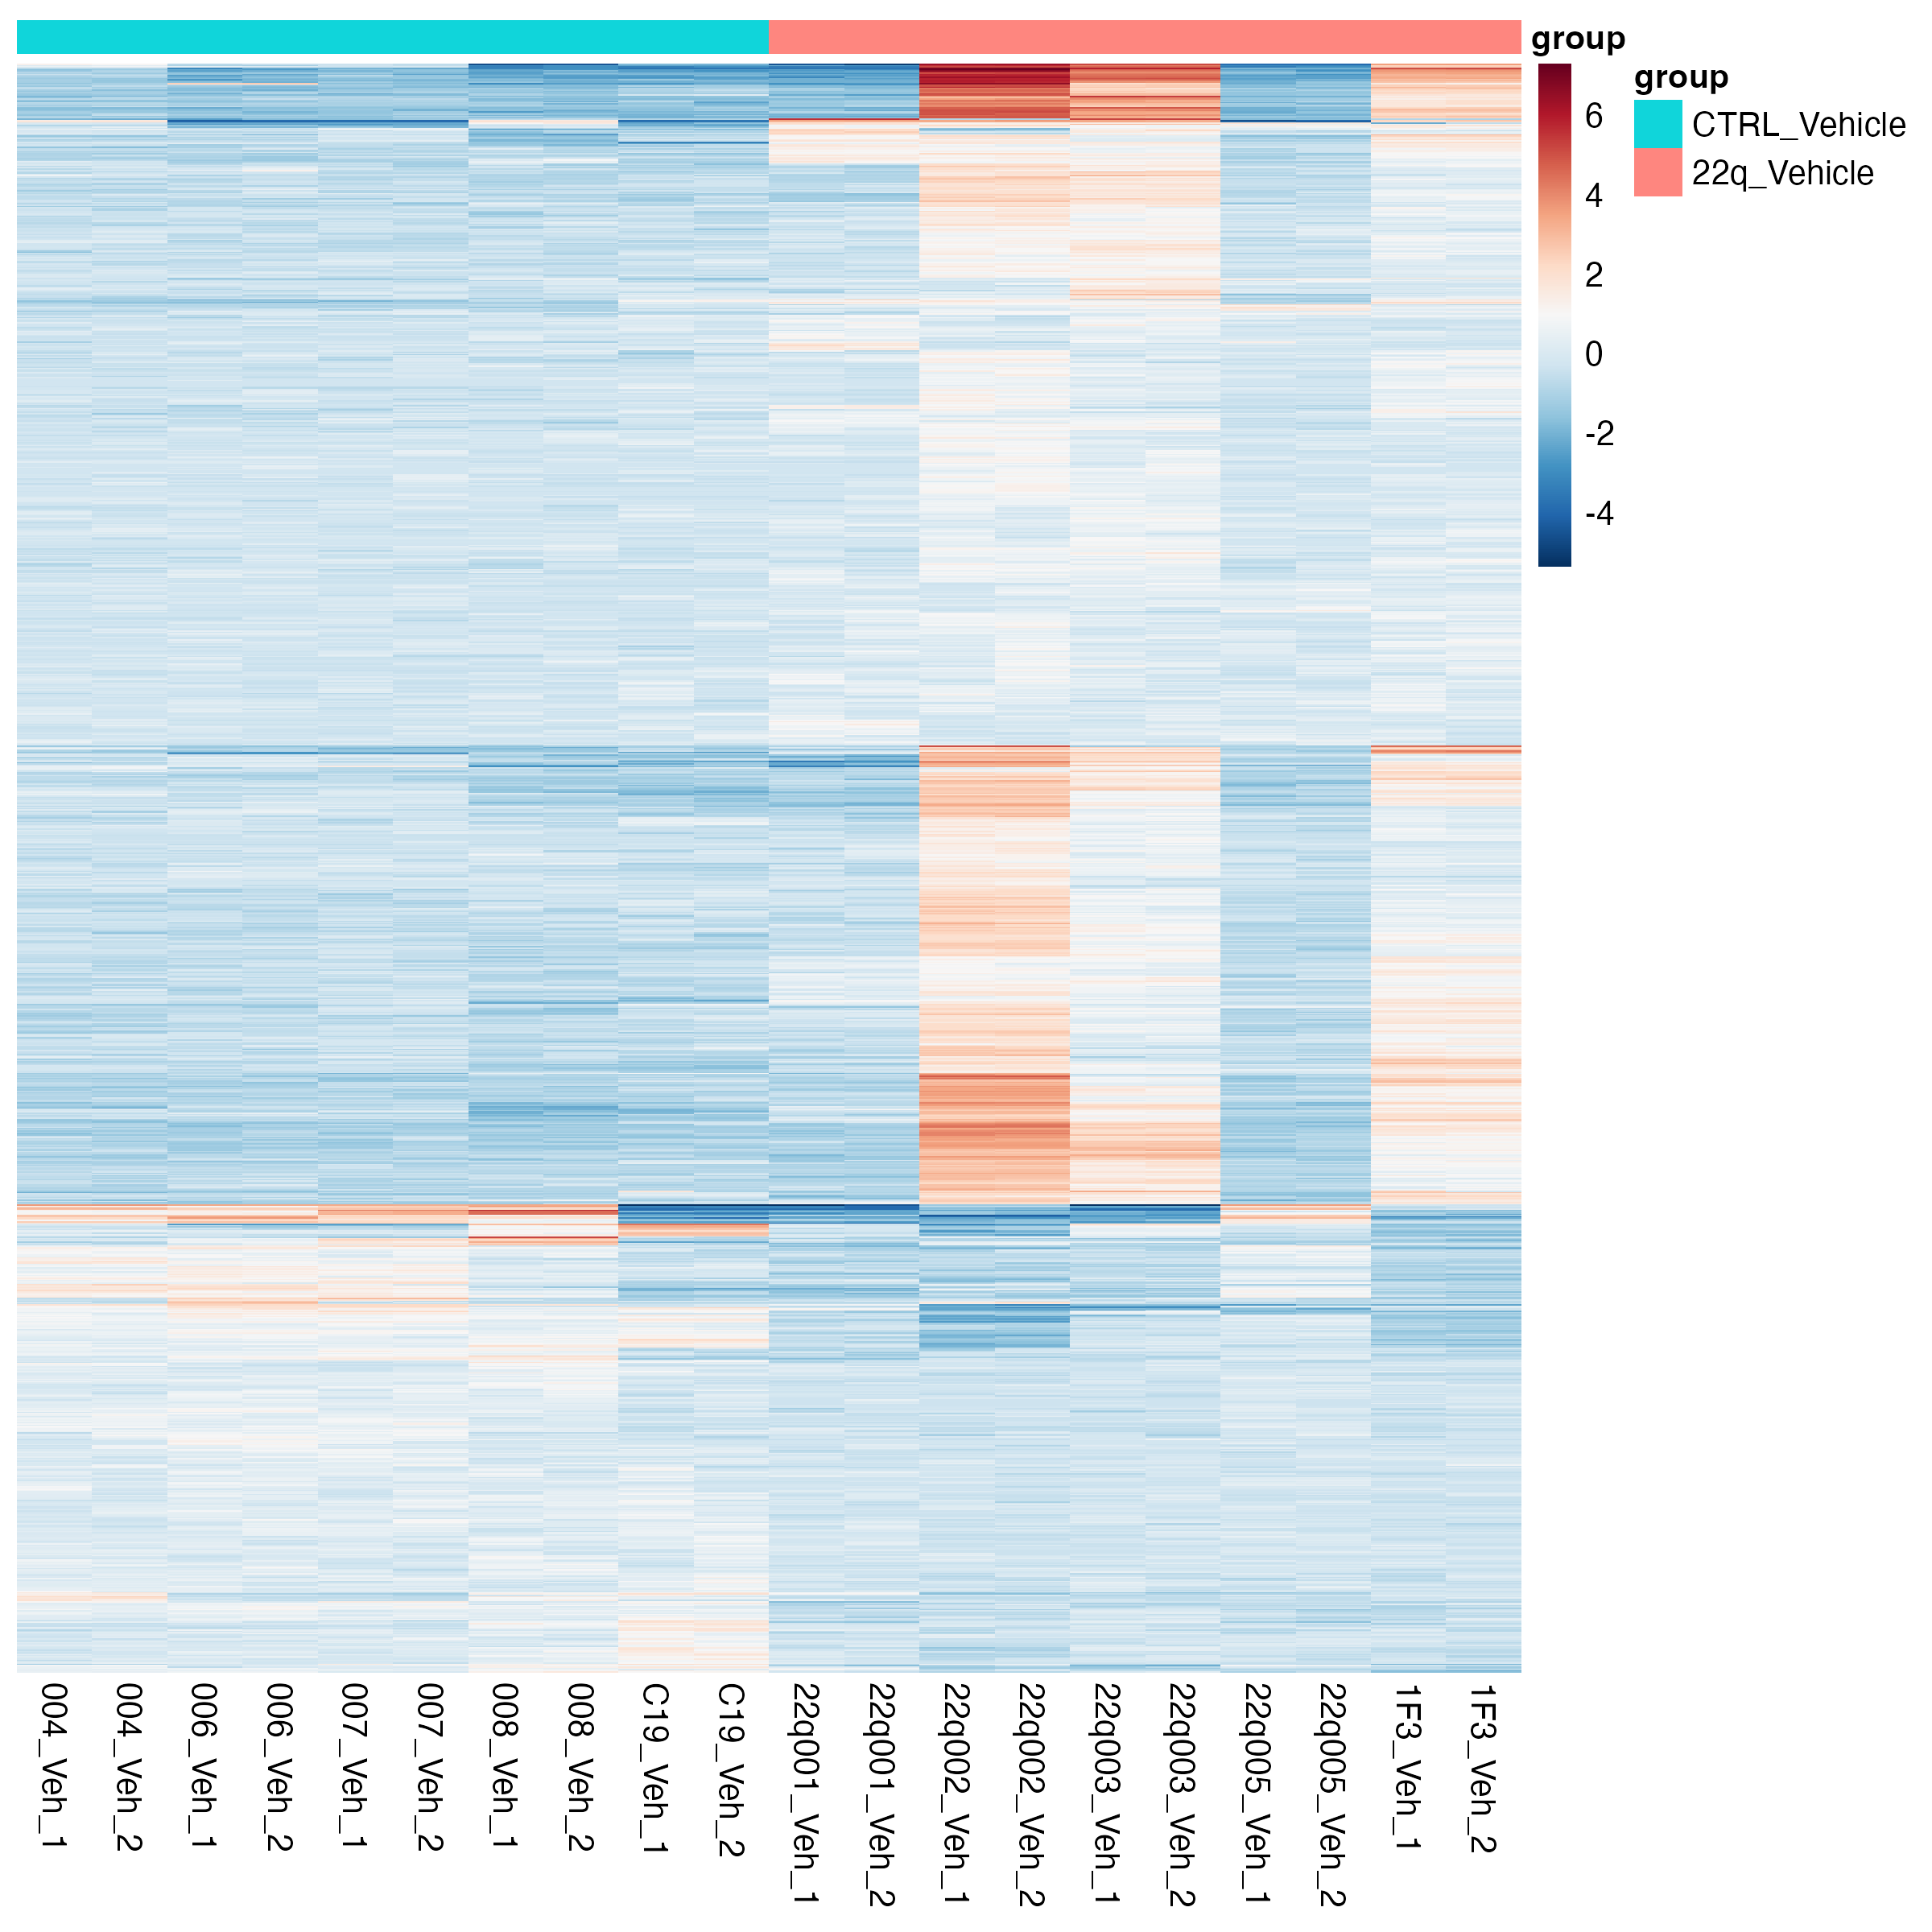 group
6
4
2
0
-2
-4
group
CTRL_Vehicle
22q_Vehicle
004_Veh_1
004_Veh_2
006_Veh_1
006_Veh_2
007_Veh_1
007_Veh_2
008_Veh_1
008_Veh_2
C19_Veh_1
C19_Veh_2
22q001_Veh_1
22q001_Veh_2
22q002_Veh_1
22q002_Veh_2
22q003_Veh_1
22q003_Veh_2
22q005_Veh_1
22q005_Veh_2
1F3_Veh_1
1F3_Veh_2